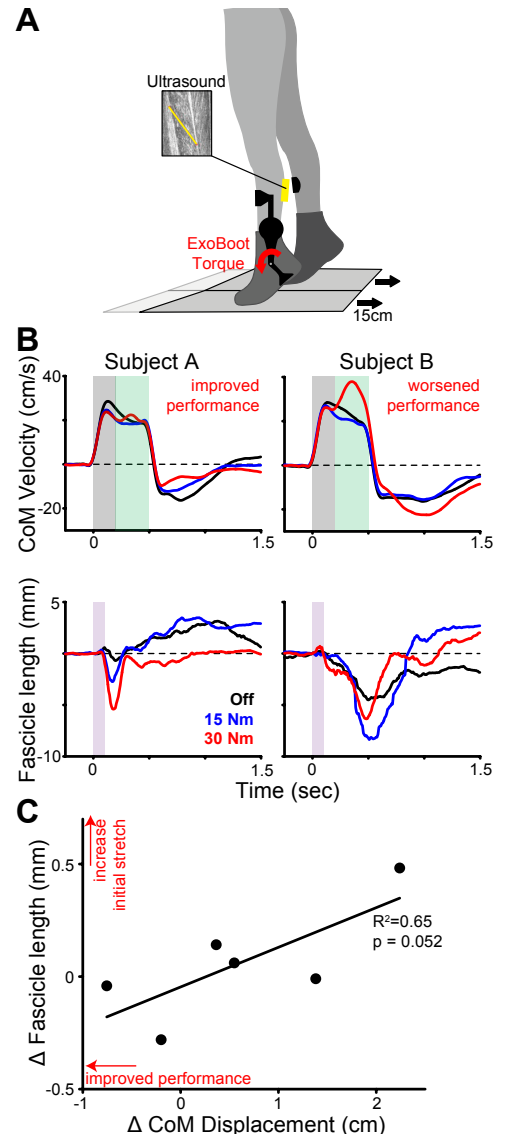 A
Ultrasound
ExoBoot
Torque
15cm
B
Subject A
Subject B
CoM Velocity (cm/s)
40
-20
improved
performance
worsened
performance
0
1.5
0
1.5
Fascicle length (mm)
5
-10
Off
15 Nm
30 Nm
0
1.5
0
1.5
Time (sec)
C
Δ Fascicle length (mm)
increase
initial stretch
0.5
0
-0.5
R²=0.65
p = 0.052
improved performance
-1
0
1
2
Δ CoM Displacement (cm)